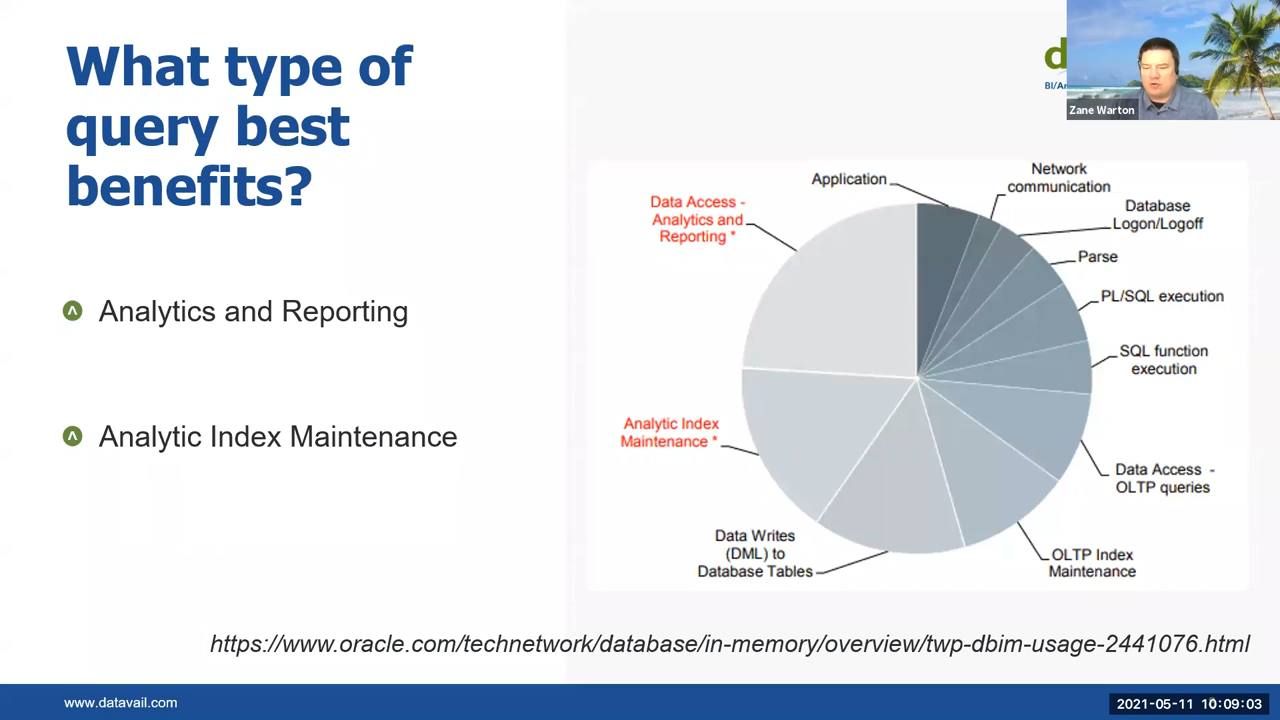 What type of
query best
benefits?
Analytics and Reporting
Analytic Index Maintenance
d
BI/An
Zane Warton
Application
Network
communication
Database
Logon/Logoff
Parse
PL/SQL execution
SQL function
execution
Data Access -
OLTP queries
OLTP Index
Maintenance
Data Writes
(DML) to
Database Tables
Analytic Index
Maintenance *
Data Access -
Analytics and
Reporting *
https://www.oracle.com/technetwork/database/in-memory/overview/twp-dbim-usage-2441076.html
www.datavail.com
2021-05-11 10:09:03